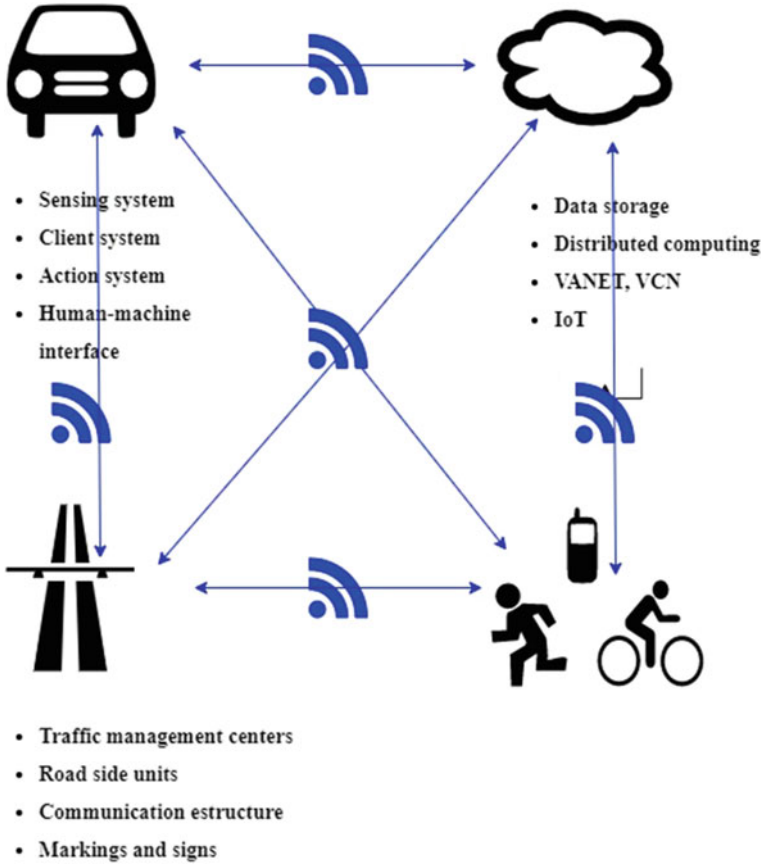 • Sensing system
• Client system
• Action system
• Human-machine
interface
• Data storage
• Distributed computing
• VANET, VCN
• IoT
• Traffic management centers
• Road side units
• Communication estructure
• Markings and signs